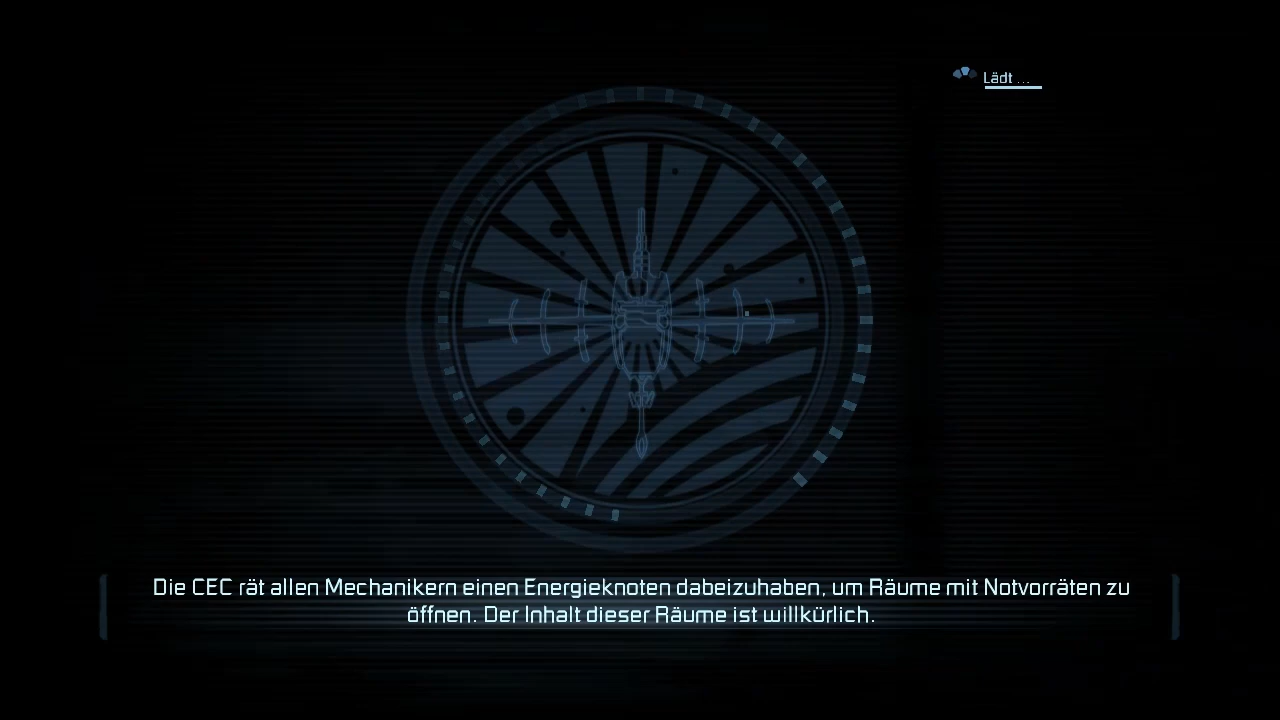 Lädt ...
Die CEC rät allen Mechanikern einen Energieknoten dabeizuhaben, um Räume mit Notvorräten zu
öffnen. Der Inhalt dieser Räume ist willkürlich.